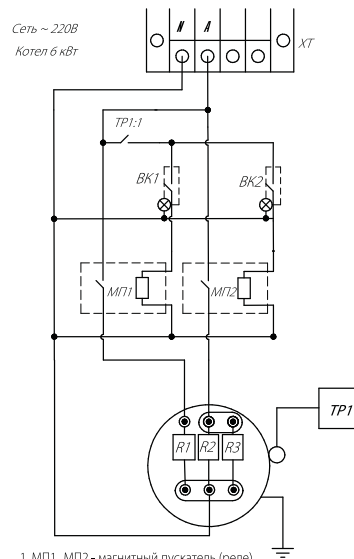 Сеть ~ 220В
Котел 6 кВт
N A
XT
ТР1:1
ВК1 ВК2
МП1 МП2
R1 R2 R3
ТР1
1. МП1, МП2 - магнитный пускатель (реле)